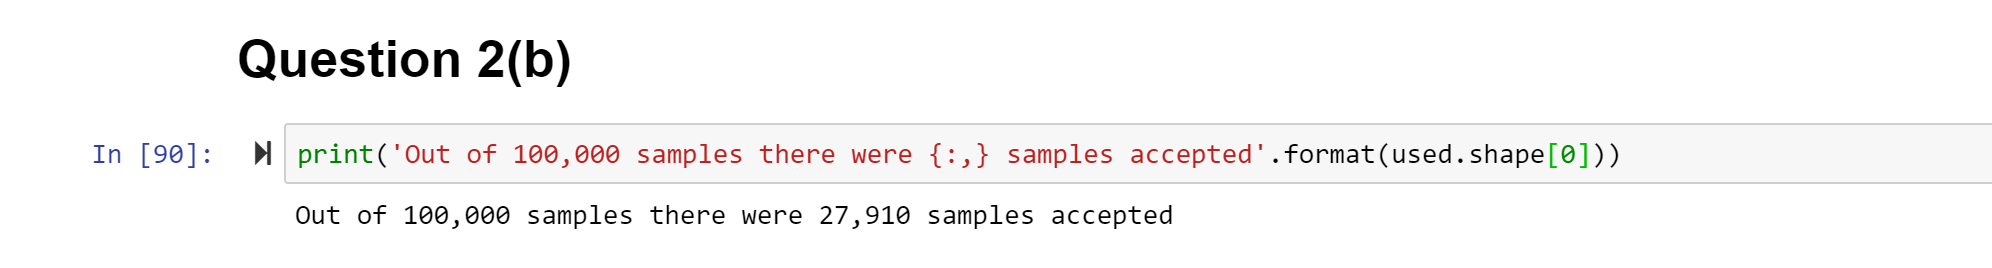 Question 2(b)
In [90]: print('Out of 100,000 samples there were {:,} samples accepted'.format(used.shape[0]))
Out of 100,000 samples there were 27,910 samples accepted